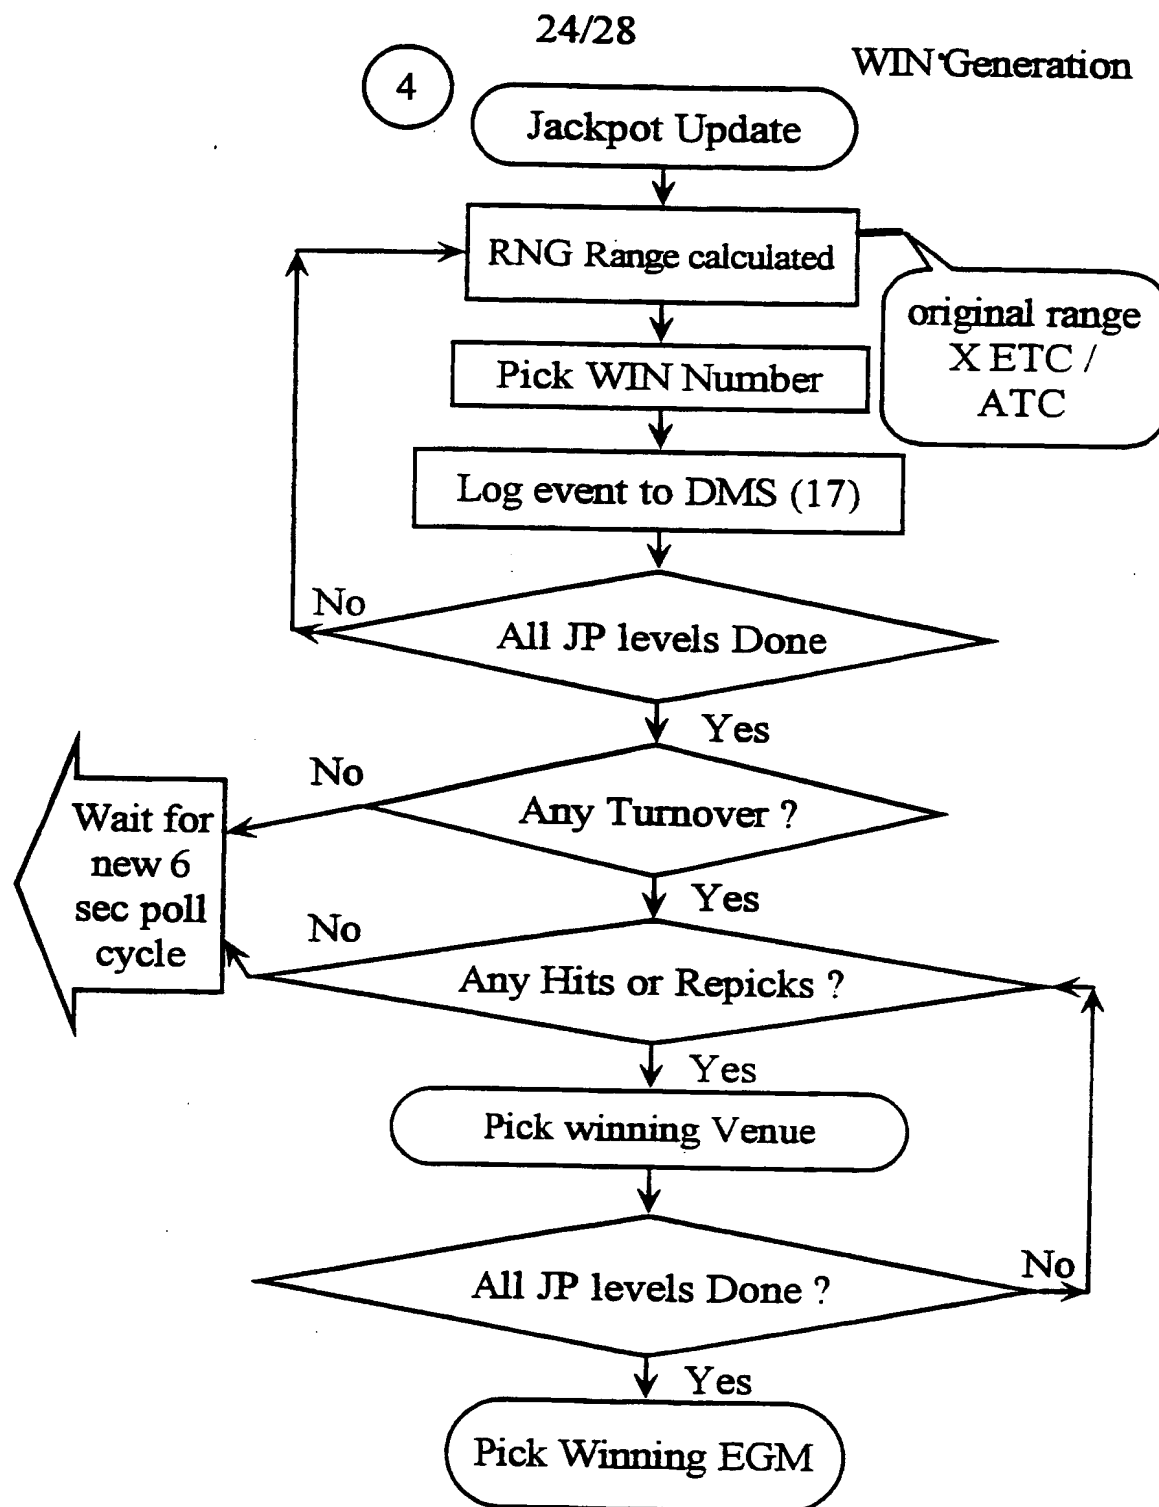 24/28
WIN Generation
4
Jackpot Update
RNG Range calculated
original range
X ETC /
ATC
Pick WIN Number
Log event to DMS (17)
No
All JP levels Done
Yes
No
Any Turnover ?
Wait for
new 6
sec poll
cycle
Yes
No
Any Hits or Repicks ?
Yes
Pick winning Venue
All JP levels Done ?
No
Yes
Pick Winning EGM